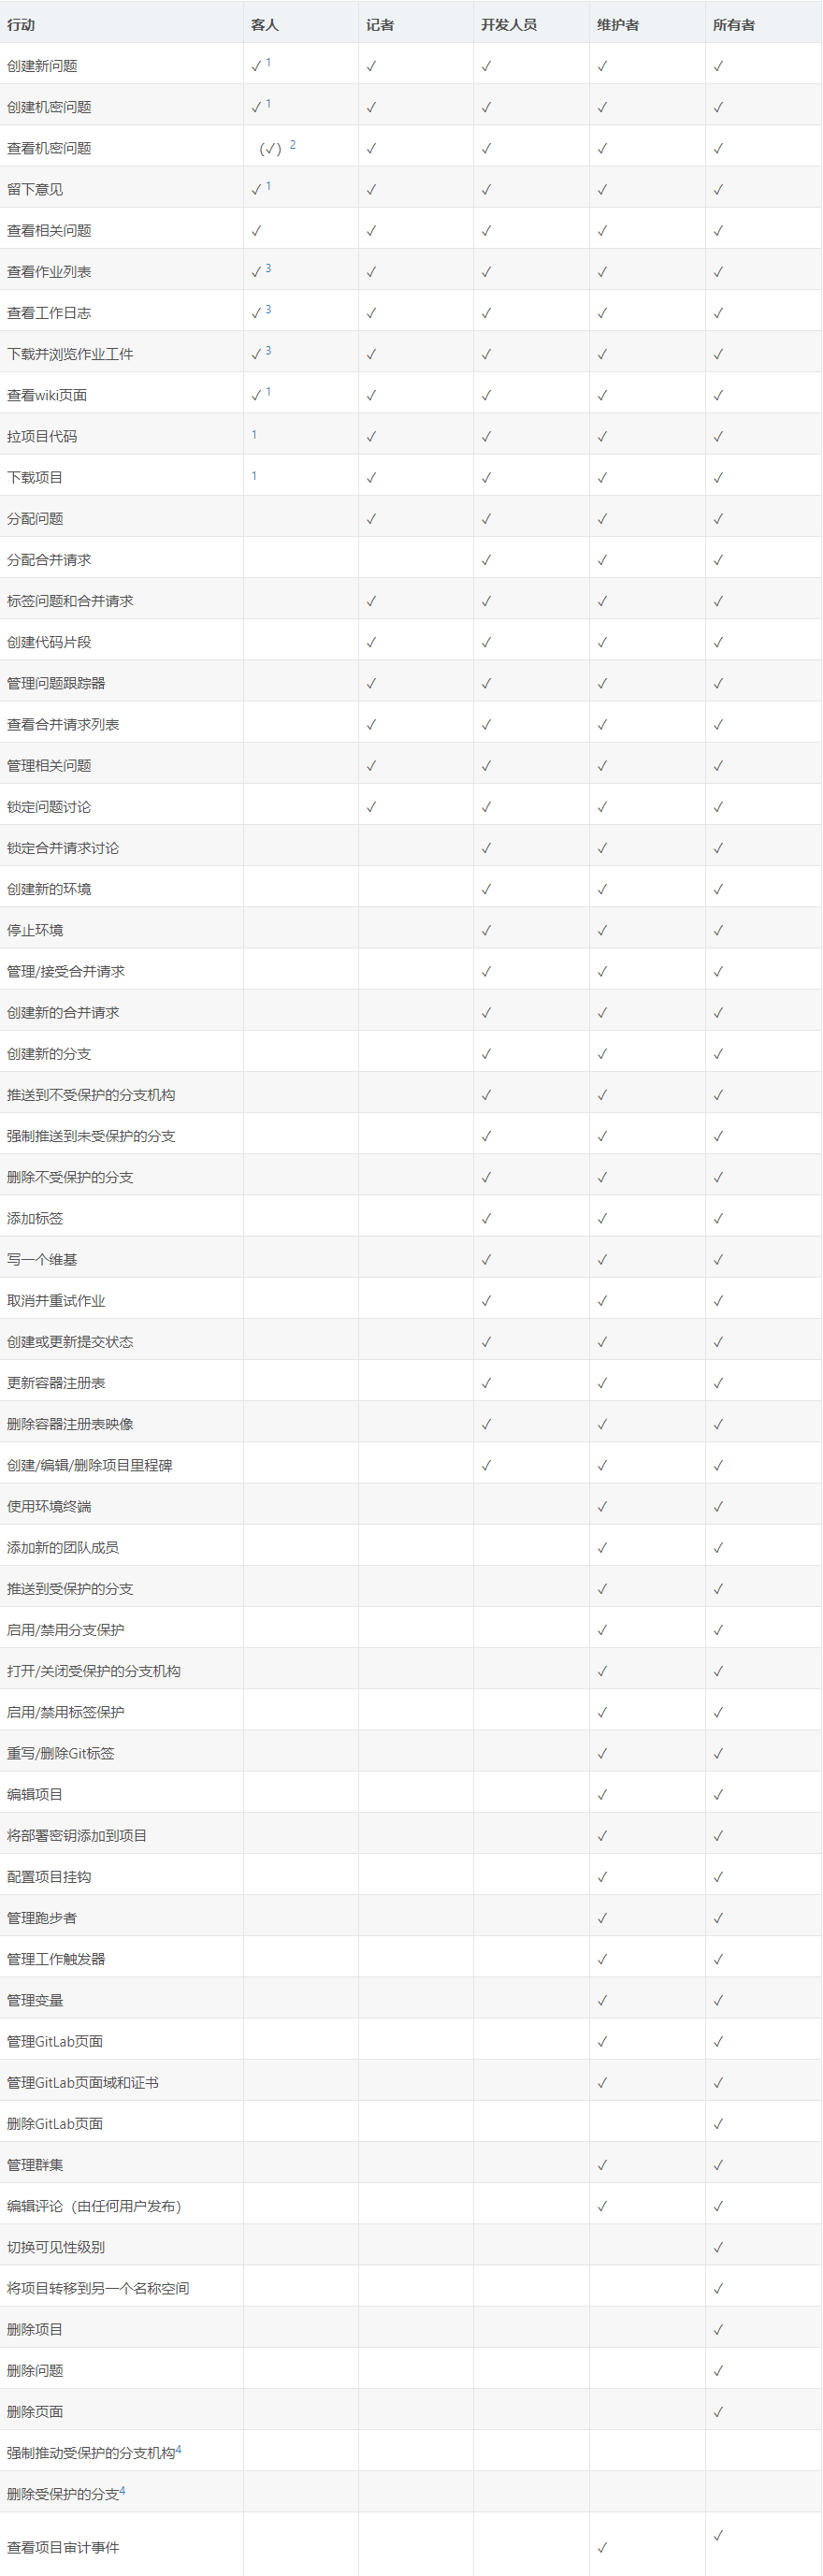 行动 客人 记者 开发人员 维护者 所有者
创建新问题 ✓ 1 ✓ ✓ ✓ ✓
创建机密问题 ✓ 1 ✓ ✓ ✓ ✓
查看机密问题 （✓）2 ✓ ✓ ✓ ✓
留下意见 ✓ 1 ✓ ✓ ✓ ✓
查看相关问题 ✓ ✓ ✓ ✓ ✓
查看作业列表 ✓ 3 ✓ ✓ ✓ ✓
查看工作日志 ✓ 3 ✓ ✓ ✓ ✓
下载并浏览作业工件 ✓ 3 ✓ ✓ ✓ ✓
查看wiki页面 ✓ 1 ✓ ✓ ✓ ✓
拉项目代码 1 ✓ ✓ ✓ ✓
下载项目 1 ✓ ✓ ✓ ✓
分配问题 ✓ ✓ ✓ ✓
分配合并请求 ✓ ✓ ✓
标签问题和合并请求 ✓ ✓ ✓ ✓
创建代码片段 ✓ ✓ ✓ ✓
管理问题跟踪器 ✓ ✓ ✓ ✓
查看合并请求列表 ✓ ✓ ✓ ✓
管理相关问题 ✓ ✓ ✓ ✓
锁定问题讨论 ✓ ✓ ✓ ✓
锁定合并请求讨论 ✓ ✓ ✓
创建新的环境 ✓ ✓ ✓
停止环境 ✓ ✓ ✓
管理/接受合并请求 ✓ ✓ ✓
创建新的合并请求 ✓ ✓ ✓
创建新的分支 ✓ ✓ ✓
推送到不受保护的分支机构 ✓ ✓ ✓
强制推送到未受保护的分支 ✓ ✓ ✓
删除不受保护的分支 ✓ ✓ ✓
添加标签 ✓ ✓ ✓
写一个维基 ✓ ✓ ✓
取消并重试作业 ✓ ✓ ✓
创建或更新提交状态 ✓ ✓ ✓
更新容器注册表 ✓ ✓ ✓
删除容器注册表映像 ✓ ✓ ✓
创建/编辑/删除项目里程碑 ✓ ✓ ✓
使用环境终端 ✓ ✓
添加新的团队成员 ✓ ✓
推送到受保护的分支 ✓ ✓
启用/禁用分支保护 ✓ ✓
打开/关闭受保护的分支机构 ✓ ✓
启用/禁用标签保护 ✓ ✓
重写/删除Git标签 ✓ ✓
编辑项目 ✓ ✓
将部署密钥添加到项目 ✓ ✓
配置项目挂钩 ✓ ✓
管理跑步者 ✓ ✓
管理工作触发器 ✓ ✓
管理变量 ✓ ✓
管理GitLab页面 ✓ ✓
管理GitLab页面域和证书 ✓ ✓
删除GitLab页面 ✓
管理群集 ✓ ✓
编辑评论（由任何用户发布） ✓ ✓
切换可见性级别 ✓
将项目转移到另一个名称空间 ✓
删除项目 ✓
删除问题 ✓
删除页面 ✓
强制推动受保护的分支机构4
删除受保护的分支4
查看项目审计事件 ✓ ✓